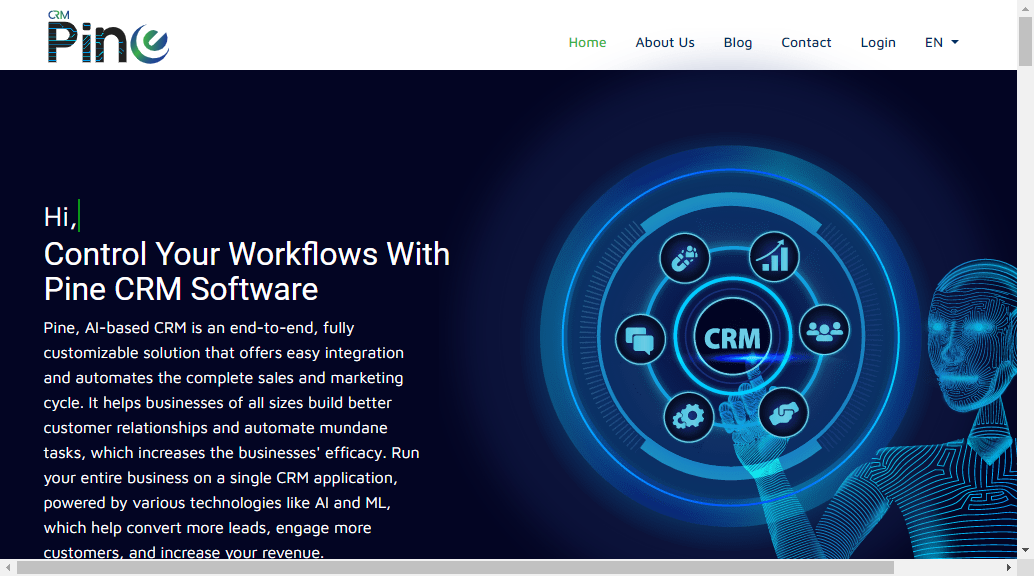 CRM
Pine
Home About Us Blog Contact Login EN
Hi,
Control Your Workflows With
Pine CRM Software
Pine, AI-based CRM is an end-to-end, fully
customizable solution that offers easy integration
and automates the complete sales and marketing
cycle. It helps businesses of all sizes build better
customer relationships and automate mundane
tasks, which increases the businesses' efficacy. Run
your entire business on a single CRM application,
powered by various technologies like AI and ML,
which help convert more leads, engage more
customers, and increase your revenue.
CRM